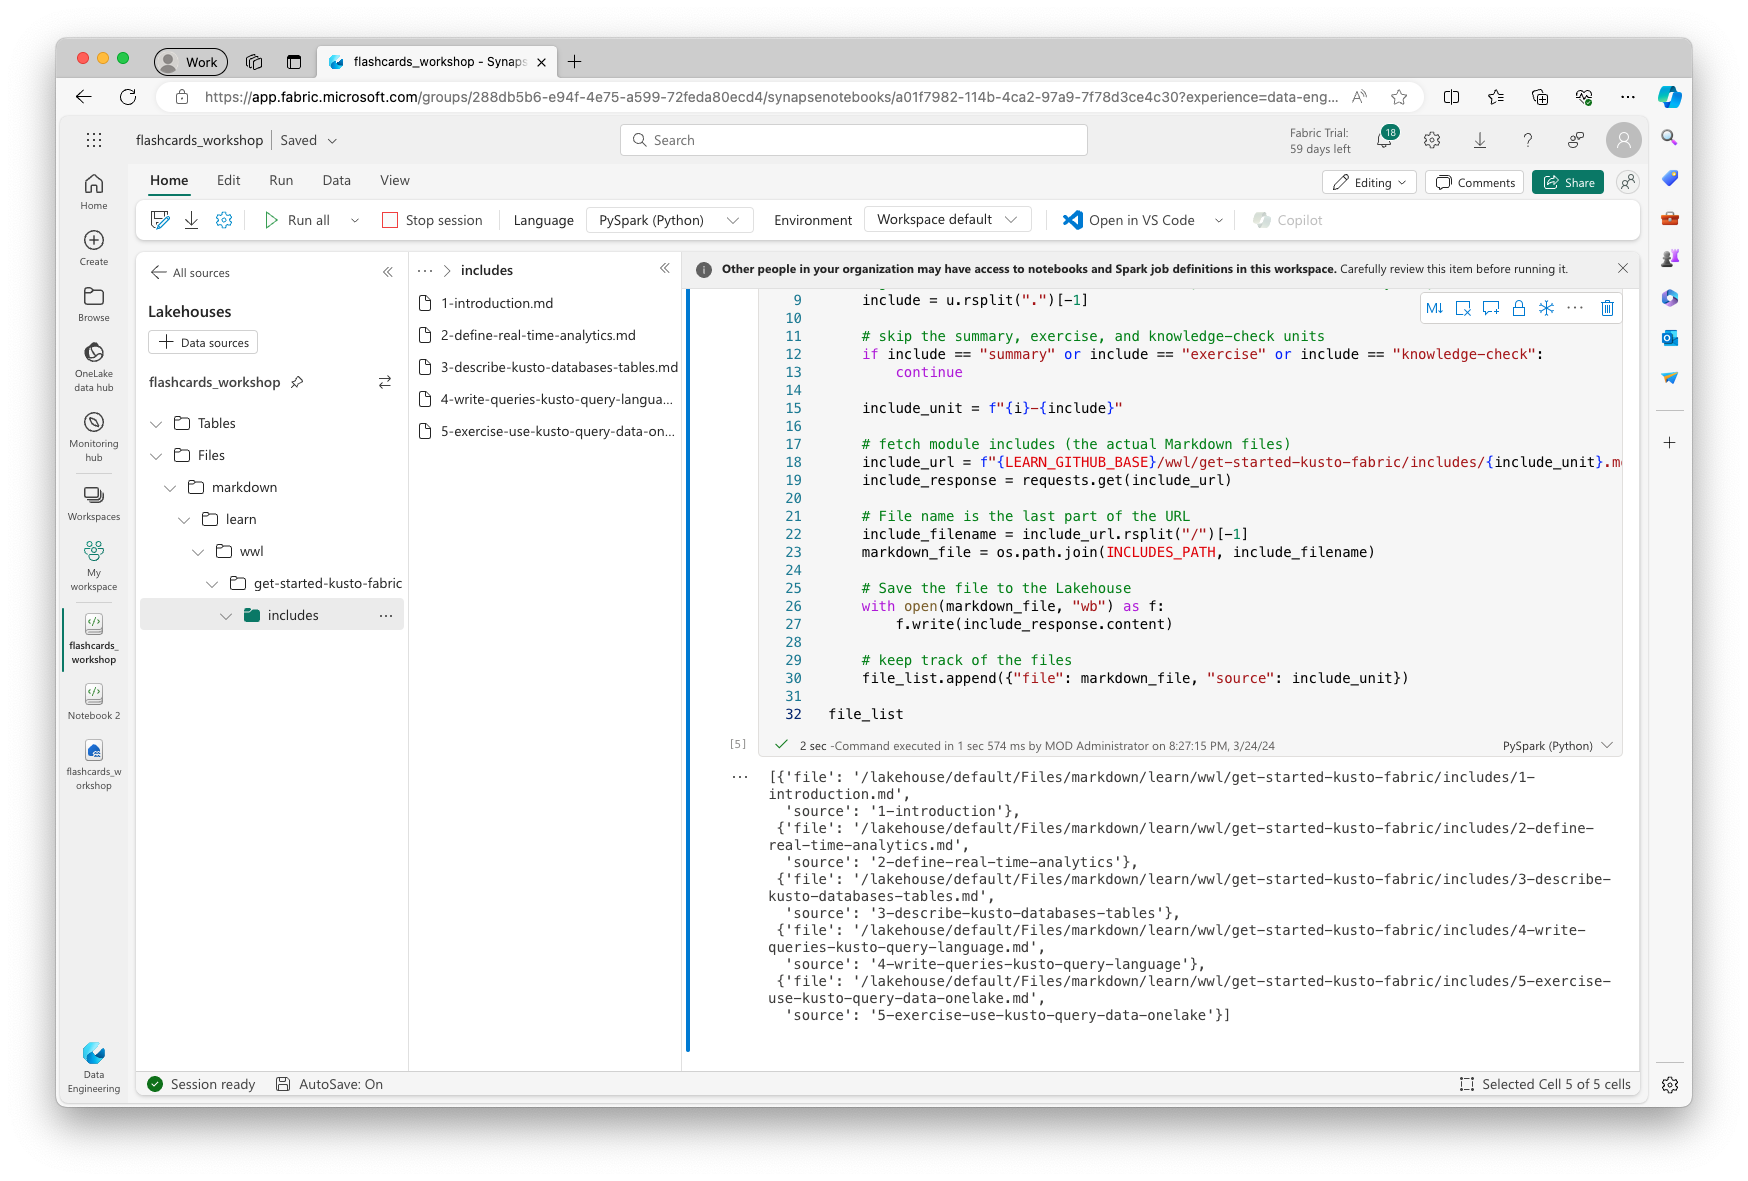 Work
flashcards_workshop - Synaps
https://app.fabric.microsoft.com/groups/288db5b6-e94f-4e75-a599-72feda80ecd4/synapsenotebooks/a01f7982-114b-4ca2-97a9-7f78d3ce4c30?experience=data-eng...
flashcards_workshop
Saved
Search
Fabric Trial:
59 days left
18
Home
Edit
Run
Data
View
Editing
Comments
Share
Run all
Stop session
Language
PySpark (Python)
Environment
Workspace default
Open in VS Code
Copilot
Home
Create
Browse
OneLake
data hub
Monitoring
hub
Workspaces
My
workspace
flashcards_
workshop
Notebook 2
flashcards_w
orkshop
Data
Engineering
All sources
Lakehouses
Data sources
flashcards_workshop
Tables
Files
markdown
learn
wwl
get-started-kusto-fabric
includes
includes
1-introduction.md
2-define-real-time-analytics.md
3-describe-kusto-databases-tables.md
4-write-queries-kusto-query-langua...
5-exercise-use-kusto-query-data-on...
Other people in your organization may have access to notebooks and Spark job definitions in this workspace. Carefully review this item before running it.
M↓
9 include = u.rsplit(".")[-1]
10
11 # skip the summary, exercise, and knowledge-check units
12 if include == "summary" or include == "exercise" or include == "knowledge-check":
13 continue
14
15 include_unit = f"{i}-{include}"
16
17 # fetch module includes (the actual Markdown files)
18 include_url = f"{LEARN_GITHUB_BASE}/wwl/get-started-kusto-fabric/includes/{include_unit}.m
19 include_response = requests.get(include_url)
20
21 # File name is the last part of the URL
22 include_filename = include_url.rsplit("/")[-1]
23 markdown_file = os.path.join(INCLUDES_PATH, include_filename)
24
25 # Save the file to the Lakehouse
26 with open(markdown_file, "wb") as f:
27 f.write(include_response.content)
28
29 # keep track of the files
30 file_list.append({"file": markdown_file, "source": include_unit})
31
32 file_list
[5]
2 sec -Command executed in 1 sec 574 ms by MOD Administrator on 8:27:15 PM, 3/24/24
PySpark (Python)
[{'file': '/lakehouse/default/Files/markdown/learn/wwl/get-started-kusto-fabric/includes/1-
introduction.md',
'source': '1-introduction'},
{'file': '/lakehouse/default/Files/markdown/learn/wwl/get-started-kusto-fabric/includes/2-define-
real-time-analytics.md',
'source': '2-define-real-time-analytics'},
{'file': '/lakehouse/default/Files/markdown/learn/wwl/get-started-kusto-fabric/includes/3-describe-
kusto-databases-tables.md',
'source': '3-describe-kusto-databases-tables'},
{'file': '/lakehouse/default/Files/markdown/learn/wwl/get-started-kusto-fabric/includes/4-write-
queries-kusto-query-language.md',
'source': '4-write-queries-kusto-query-language'},
{'file': '/lakehouse/default/Files/markdown/learn/wwl/get-started-kusto-fabric/includes/5-exercise-
use-kusto-query-data-onelake.md',
'source': '5-exercise-use-kusto-query-data-onelake'}]
Session ready
AutoSave: On
Selected Cell 5 of 5 cells